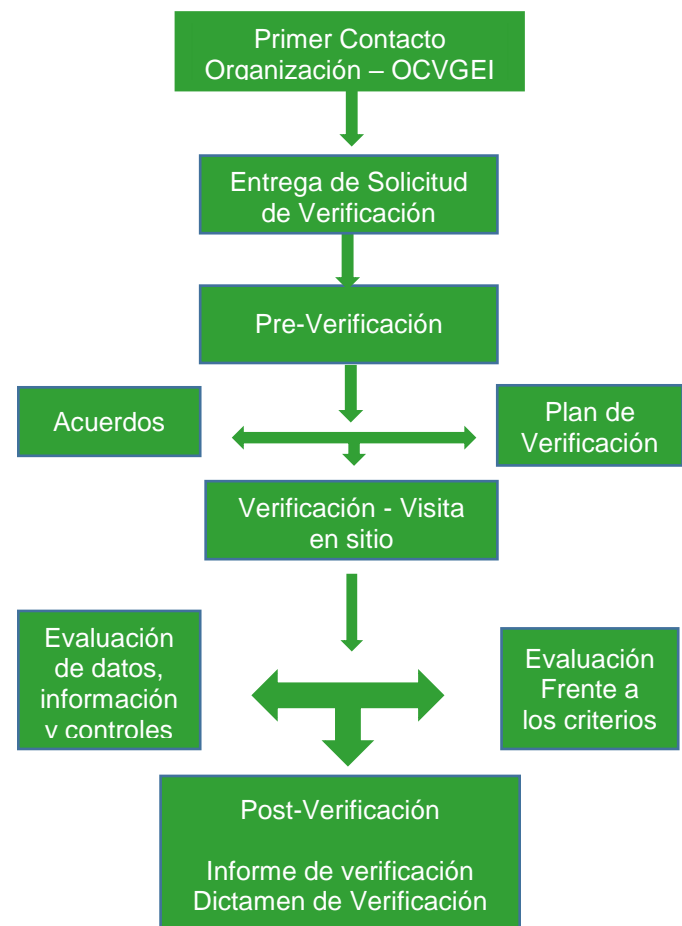 Primer Contacto
Organización – OCVGEI
Entrega de Solicitud
de Verificación
Pre-Verificación
Acuerdos
Plan de
Verificación
Verificación - Visita
en sitio
Evaluación
de datos,
información
y controles
Evaluación
Frente a
los criterios
Post-Verificación
Informe de verificación
Dictamen de Verificación